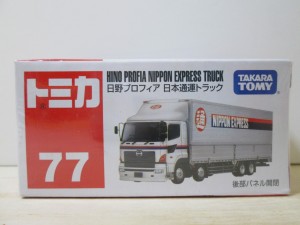 トミカ
77
HINO PROFIA NIPPON EXPRESS TRUCK
日野プロフィア 日本通運トラック
TAKARA
TOMY
通 NIPPON EXPRESS
後部パネル開閉